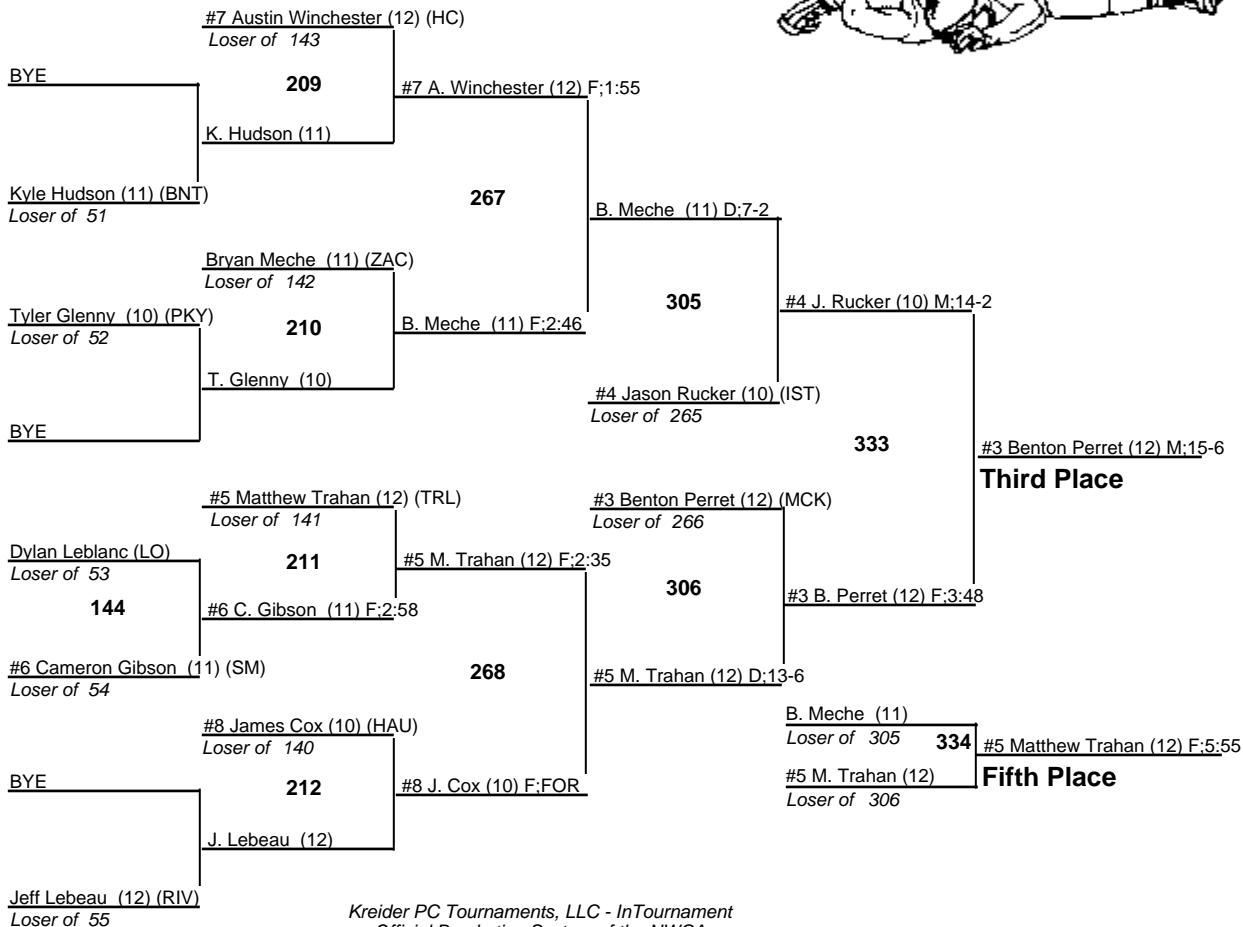 #7 Austin Winchester (12) (HC)
Loser of 143
BYE
209
#7 A. Winchester (12) F;1:55
K. Hudson (11)
Kyle Hudson (11) (BNT)
Loser of 51
267
B. Meche (11) D;7-2
Bryan Meche (11) (ZAC)
Loser of 142
Tyler Glenny (10) (PKY)
Loser of 52
210
B. Meche (11) F;2:46
305
#4 J. Rucker (10) M;14-2
T. Glenny (10)
#4 Jason Rucker (10) (IST)
Loser of 265
BYE
333
#3 Benton Perret (12) M;15-6
Third Place
#5 Matthew Trahan (12) (TRL)
Loser of 141
#3 Benton Perret (12) (MCK)
Loser of 266
Dylan Leblanc (LO)
Loser of 53
211
#5 M. Trahan (12) F;2:35
306
144
#6 C. Gibson (11) F;2:58
#3 B. Perret (12) F;3:48
#6 Cameron Gibson (11) (SM)
Loser of 54
268
#5 M. Trahan (12) D;13-6
#8 James Cox (10) (HAU)
Loser of 140
B. Meche (11)
Loser of 305
334
#5 Matthew Trahan (12) F;5:55
Fifth Place
BYE
212
#8 J. Cox (10) F;FOR
#5 M. Trahan (12)
Loser of 306
J. Lebeau (12)
Jeff Lebeau (12) (RIV)
Loser of 55
Kreider PC Tournaments, LLC - InTournament